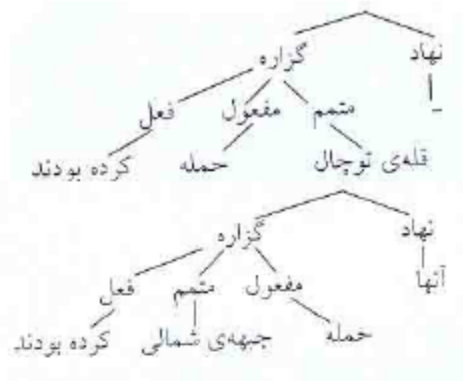 نهاد گزاره
ـ متمم مفعول فعل
قله‌ی توچال حمله کرده بودند
نهاد گزاره
آنها مفعول متمم فعل
حمله جبهه‌ی شمالی کرده بودند